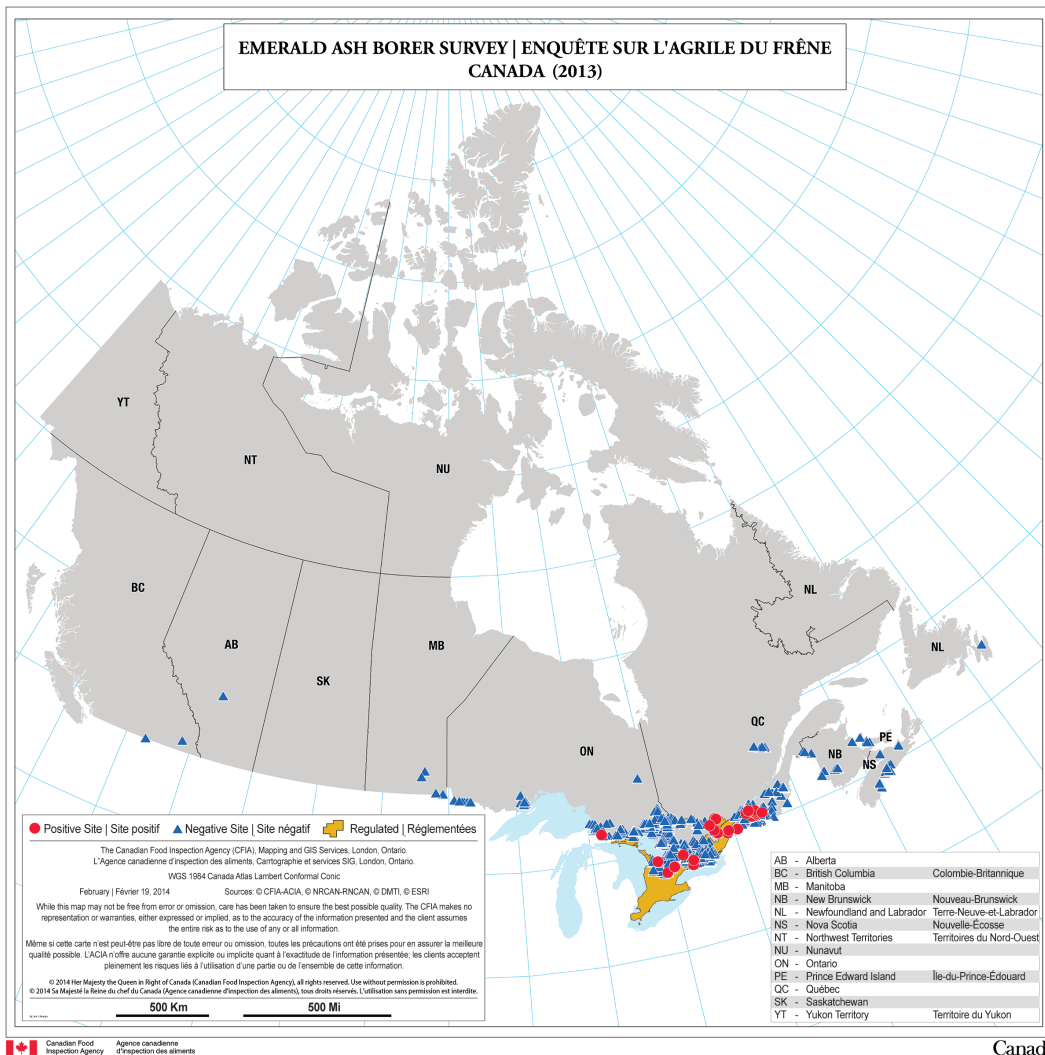 EMERALD ASH BORER SURVEY | ENQUÊTE SUR L'AGRILE DU FRÊNE
CANADA (2013)
YT
NT
NU
BC
AB
SK
MB
ON
QC
NL
NL
PE
NB
NS
Positive Site | Site positif
Negative Site | Site négatif
Regulated | Réglementées
The Canadian Food Inspection Agency (CFIA), Mapping and GIS Services, London, Ontario.
L"Agence canadienne d'inspection des aliments, Carrtographie et services SIG, London, Ontario.
WGS 1984 Canada Atlas Lambert Conformal Conic
February | Février 19, 2014 Sources: © CFIA-ACIA, © NRCAN-RNCAN, © DMTI, © ESRI
While this map may not be free from error or omission, care has been taken to ensure the best possible quality. The CFIA makes no
representation or warranties, either expressed or implied, as to the accuracy of the information presented and the client assumes
the entire risk as to the use of any or all information.
Même si cette carte n'est peut-être pas libre de toute erreur ou omission, toutes les précautions ont été prises pour en assurer la meilleure
qualité possible. L'ACIA n'offre aucune garantie explicite ou implicite quant à l'exactitude de l'information présentée; les clients acceptent
pleinement les risques liés à l'utilisation d'une partie ou de l'ensemble de cette information.
© 2014 Her Majesty the Queen in Right of Canada (Canadian Food Inspection Agency), all rights reserved. Use without permission is prohibited.
© 2014 Sa Majesté la Reine du chef du Canada (Agence canadienne d'inspection des aliments), tous droits réservés. L'utilisation sans permission est interdite.
500 Km 500 Mi
AB - Alberta
BC - British Columbia Colombie-Britannique
MB - Manitoba
NB - New Brunswick Nouveau-Brunswick
NL - Newfoundland and Labrador Terre-Neuve-et-Labrador
NS - Nova Scotia Nouvelle-Écosse
NT - Northwest Territories Territoires du Nord-Ouest
NU - Nunavut
ON - Ontario
PE - Prince Edward Island Île-du-Prince-Édouard
QC - Québec
SK - Saskatchewan
YT - Yukon Territory Territoire du Yukon
Canadian Food Inspection Agency
Agence canadienne d'inspection des aliments
Canad